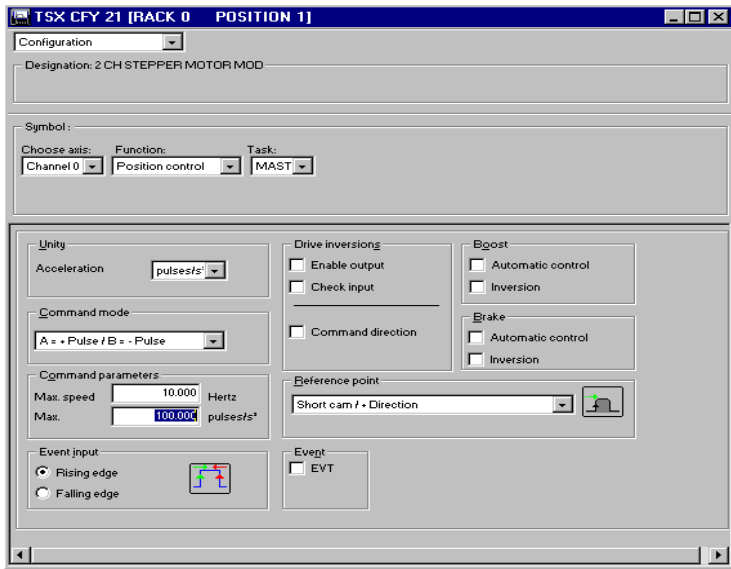 TSX CFY 21 [RACK 0 POSITION 1]
Configuration
Designation: 2 CH STEPPER MOTOR MOD
Symbol :
Choose axis: Function: Task:
Channel 0 Position control MAST
Unity
Acceleration pulses/s²
Command mode
A = + Pulse / B = - Pulse
Command parameters
Max. speed 10.000 Hertz
Max. 100.000 pulses/s²
Event input
Rising edge
Falling edge
Drive inversions
Enable output
Check input
Command direction
Boost
Automatic control
Inversion
Brake
Automatic control
Inversion
Reference point
Short cam / + Direction
Event
EVT